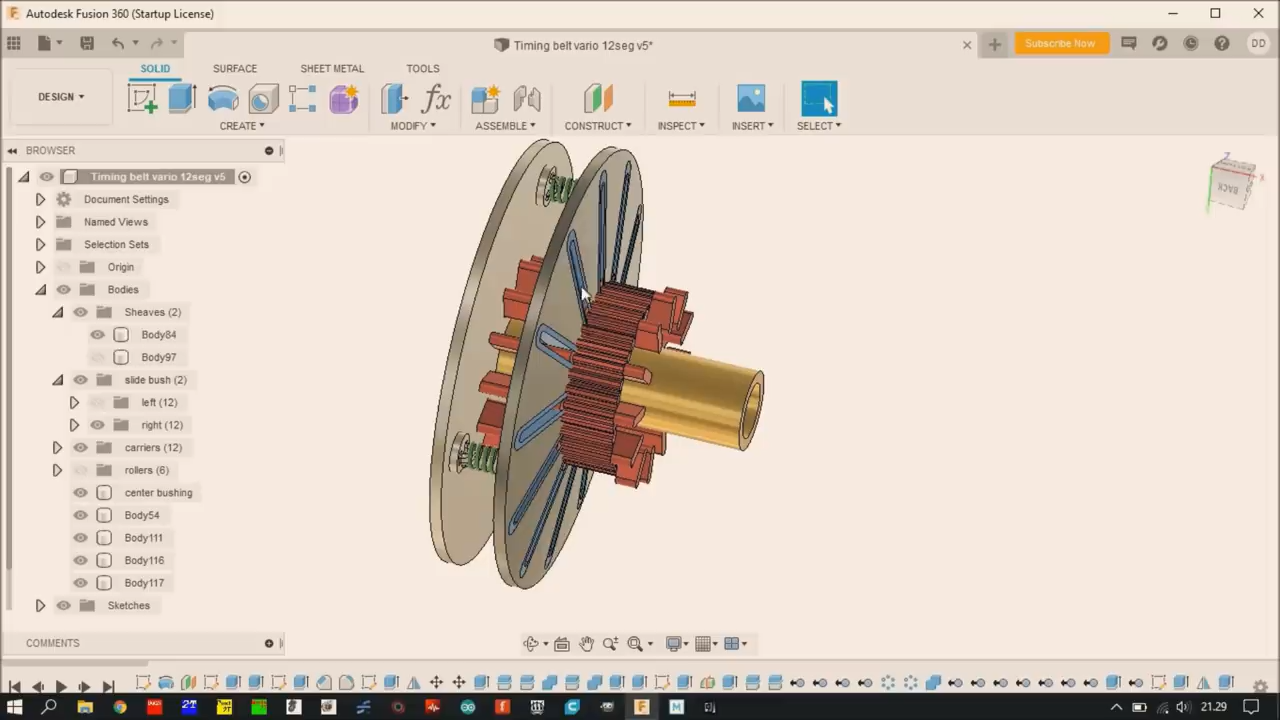 Autodesk Fusion 360 (Startup License)
Timing belt vario 12seg v5*
Subscribe Now
DD
SOLID SURFACE SHEET METAL TOOLS
DESIGN
CREATE MODIFY ASSEMBLE CONSTRUCT INSPECT INSERT SELECT
BROWSER
Timing belt vario 12seg v5
Document Settings
Named Views
Selection Sets
Origin
Bodies
Sheaves (2)
Body84
Body97
slide bush (2)
left (12)
right (12)
carriers (12)
rollers (6)
center bushing
Body54
Body111
Body116
Body117
Sketches
COMMENTS
BACK
Z
X
21.29